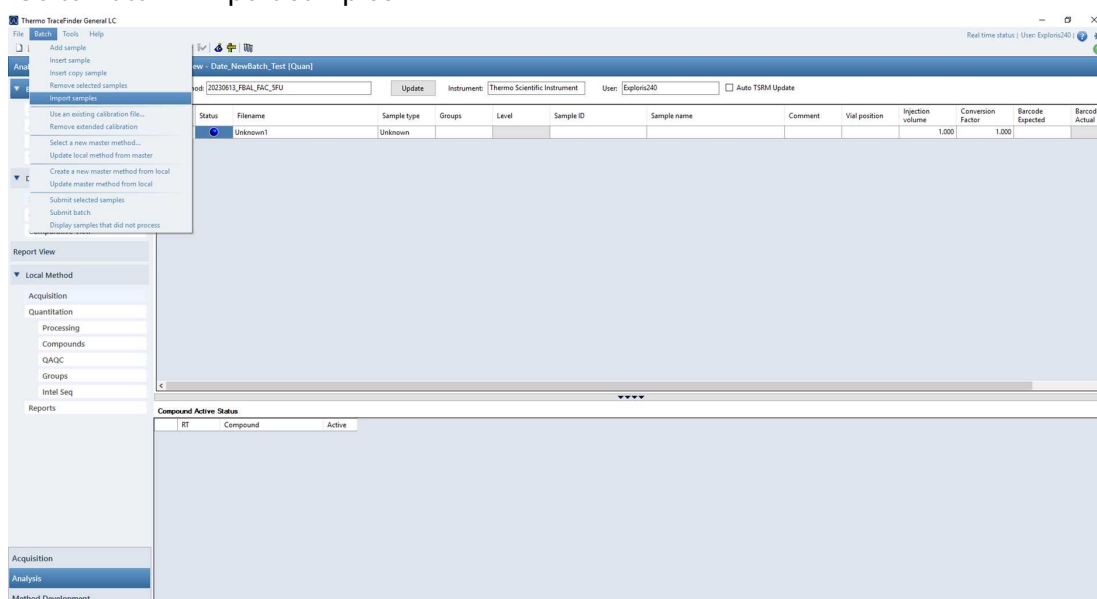 Thermo TraceFinder General LC
File Batch Tools Help
Real time status | User: Exploris240 |
Add sample
Insert sample
Insert copy sample
Remove selected samples
Import samples
Use an existing calibration file...
Remove extended calibration
Select a new master method...
Update local method from master
Create a new master method from local
Update master method from local
Submit selected samples
Submit batch
Display samples that did not process
ew - Date_NewBatch_Test [Quan]
20230613_FBAL_FAC_5FU Update Instrument: Thermo Scientific Instrument User: Exploris240 Auto TSRM Update
Status Filename Sample type Groups Level Sample ID Sample name Comment Vial position Injection volume Conversion Factor Barcode Expected Barcode Actual
Unknown1 Unknown 1.000 1.000
Report View
Local Method
Acquisition
Quantitation
Processing
Compounds
QAQC
Groups
Intel Seq
Reports
Compound Active Status
RT Compound Active
Acquisition
Analysis
Method Development